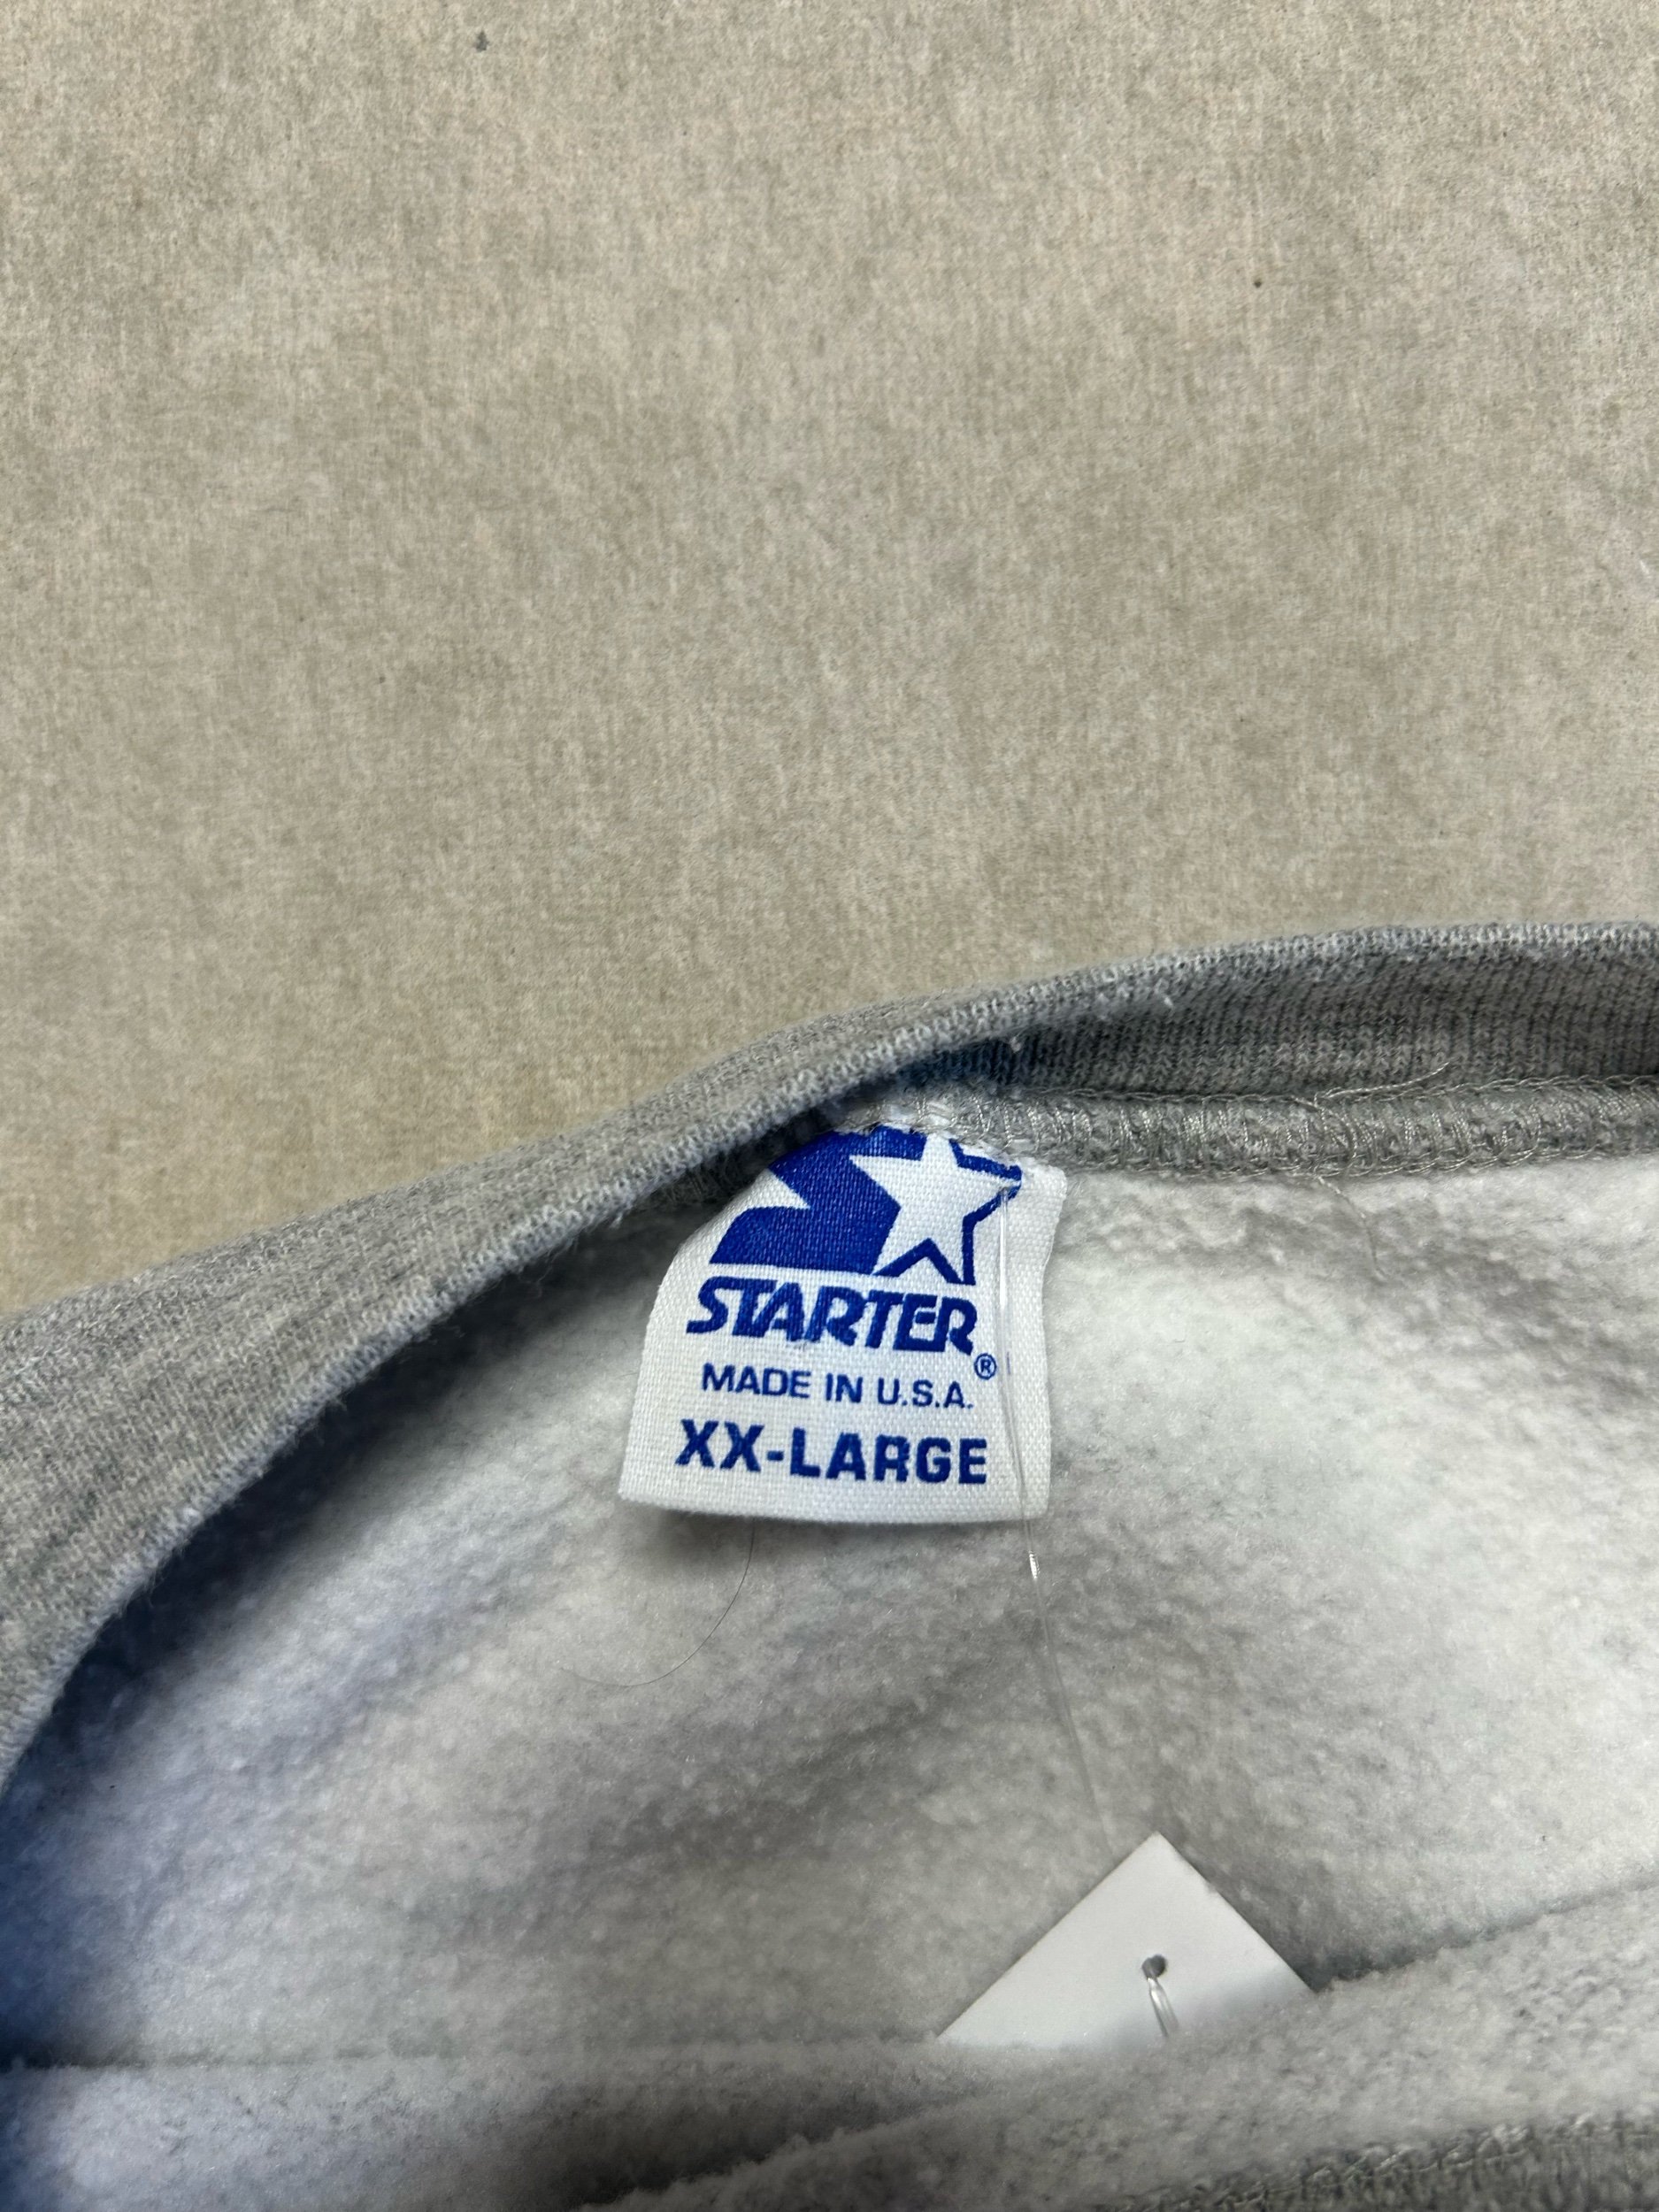 STARTER®
MADE IN U.S.A.
XX-LARGE